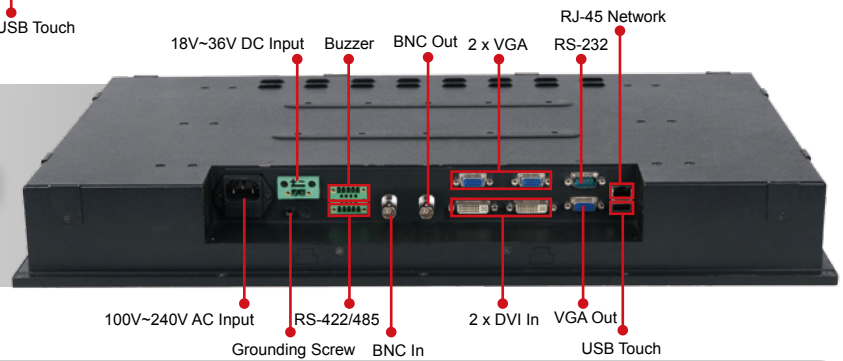 USB Touch
RJ-45 Network
18V~36V DC Input
Buzzer
BNC Out
2 x VGA
RS-232
100V~240V AC Input
RS-422/485
2 x DVI In
VGA Out
Grounding Screw
BNC In
USB Touch